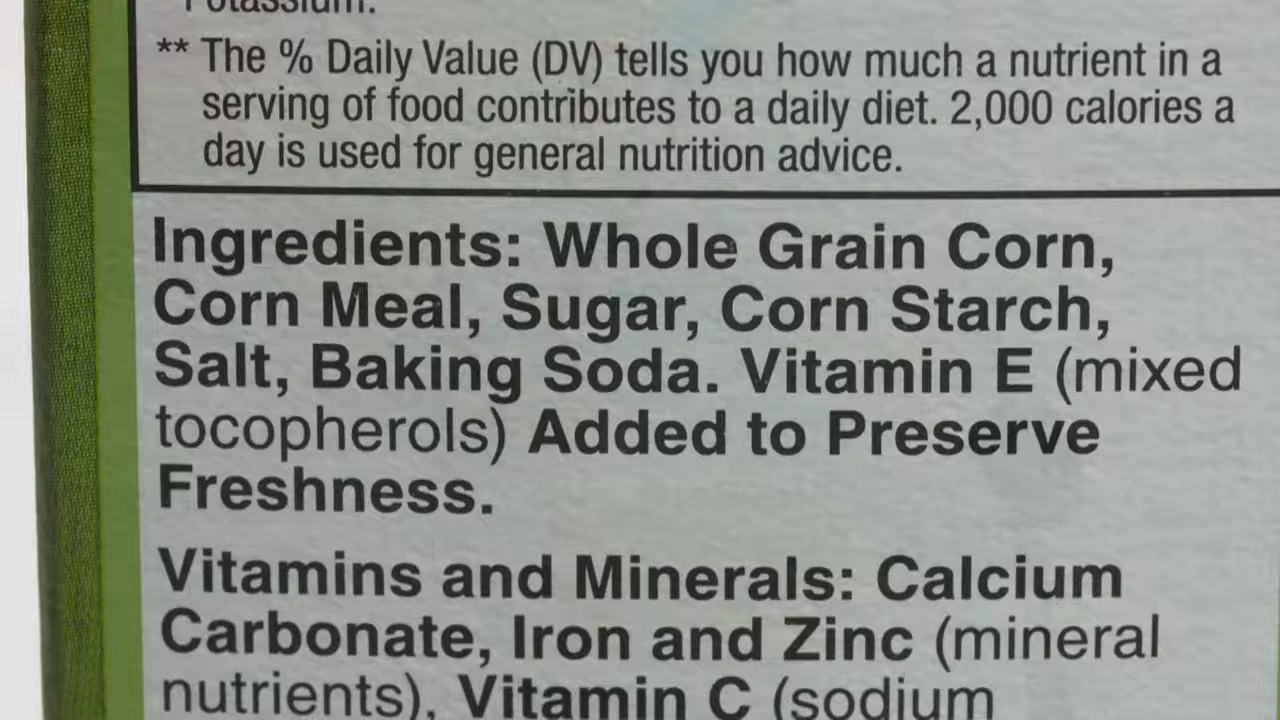 Potassium.
** The % Daily Value (DV) tells you how much a nutrient in a
serving of food contributes to a daily diet. 2,000 calories a
day is used for general nutrition advice.
Ingredients: Whole Grain Corn,
Corn Meal, Sugar, Corn Starch,
Salt, Baking Soda. Vitamin E (mixed
tocopherols) Added to Preserve
Freshness.
Vitamins and Minerals: Calcium
Carbonate, Iron and Zinc (mineral
nutrients), Vitamin C (sodium